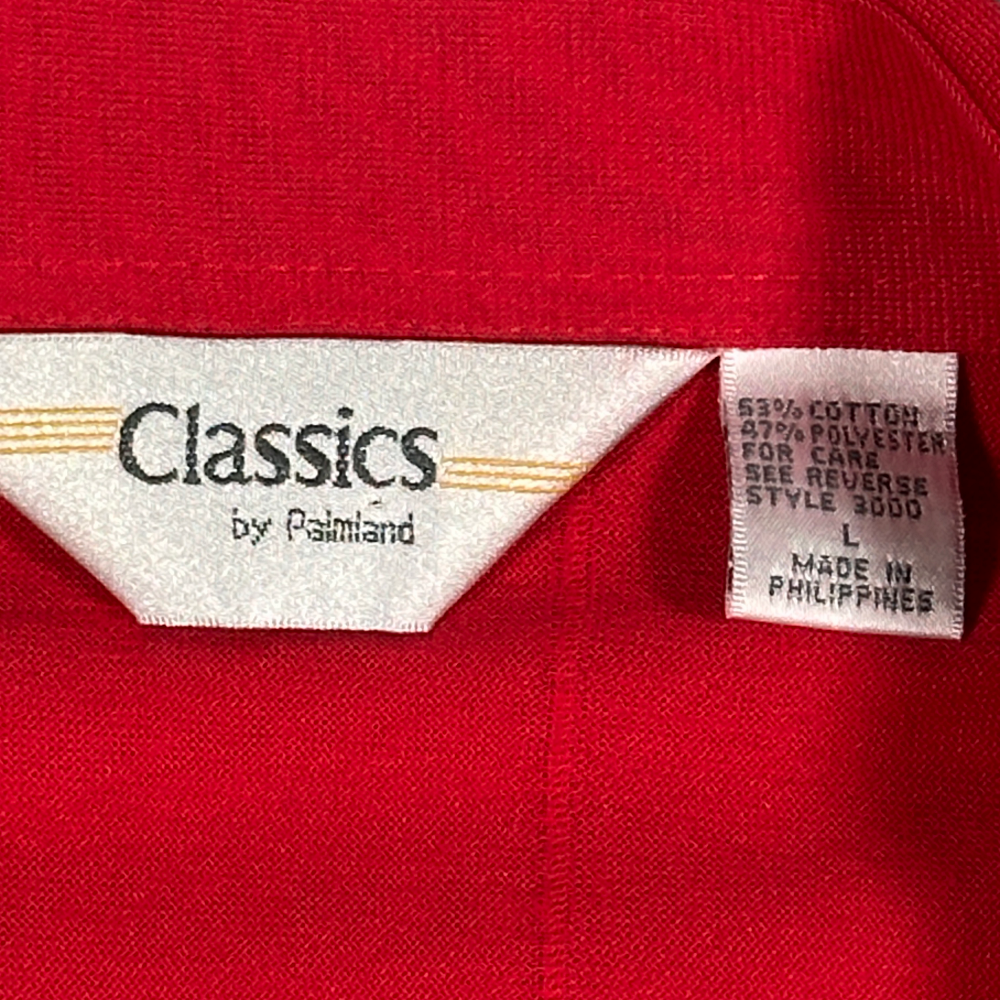 Classics
by Palmland
53% COTTON
47% POLYESTER
FOR CARE
SEE REVERSE
STYLE 3000
L
MADE IN
PHILIPPINES